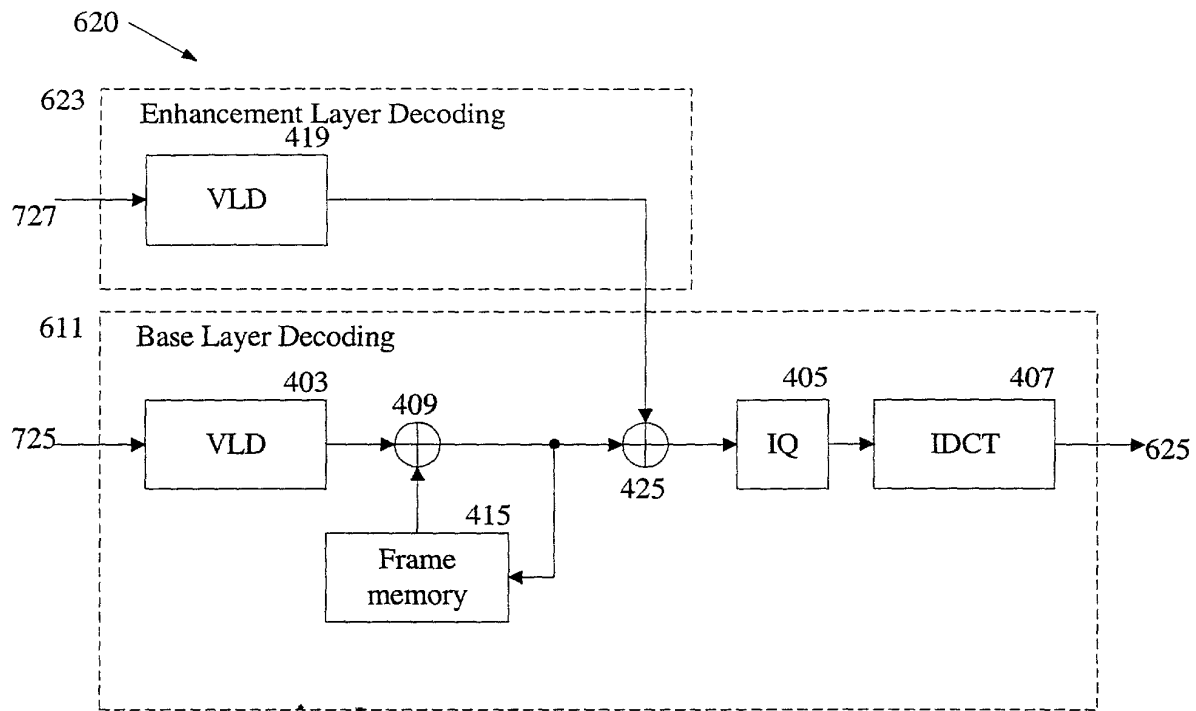 620
623
Enhancement Layer Decoding
419
VLD
727
611
Base Layer Decoding
403
409
405
407
725
VLD
IQ
IDCT
625
425
415
Frame
memory